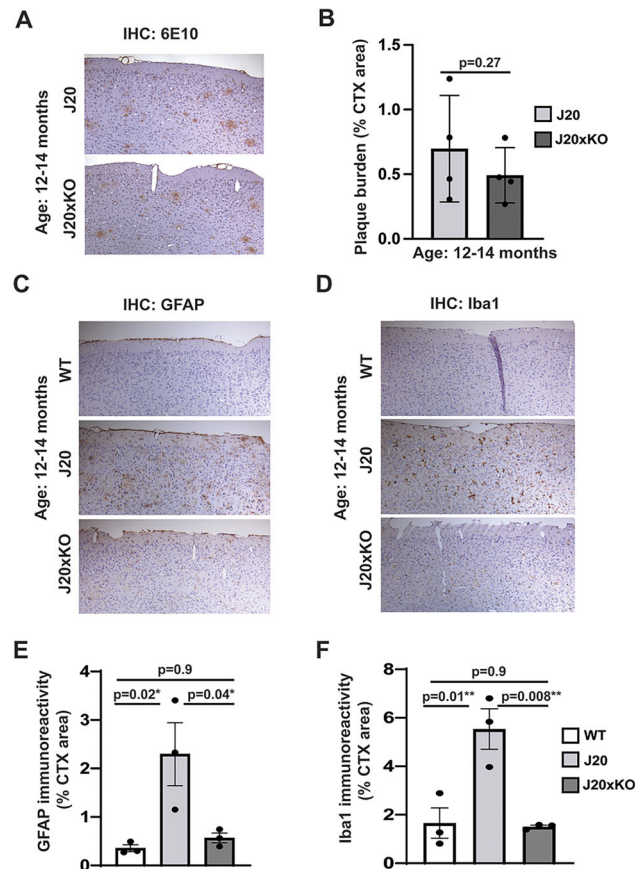 A
IHC: 6E10
Age: 12-14 months
J20
J20xKO
B
Plaque burden (% CTX area)
1.5
1.0
0.5
0.0
p=0.27
J20
J20xKO
Age: 12-14 months
C
IHC: GFAP
Age: 12-14 months
WT
J20
J20xKO
D
IHC: Iba1
Age: 12-14 months
WT
J20
J20xKO
E
GFAP immunoreactivity
(% CTX area)
4
3
2
1
0
p=0.9
p=0.02* p=0.04*
F
Iba1 immunoreactivity
(% CTX area)
8
6
4
2
0
p=0.9
p=0.01** p=0.008**
WT
J20
J20xKO